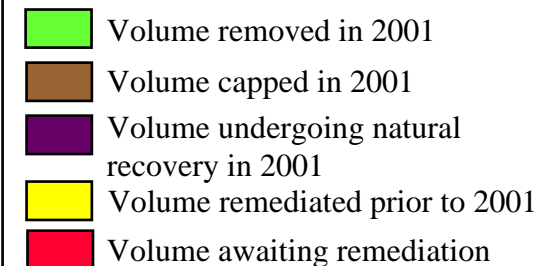 Volume removed in 2001
Volume capped in 2001
Volume undergoing natural
recovery in 2001
Volume remediated prior to 2001
Volume awaiting remediation